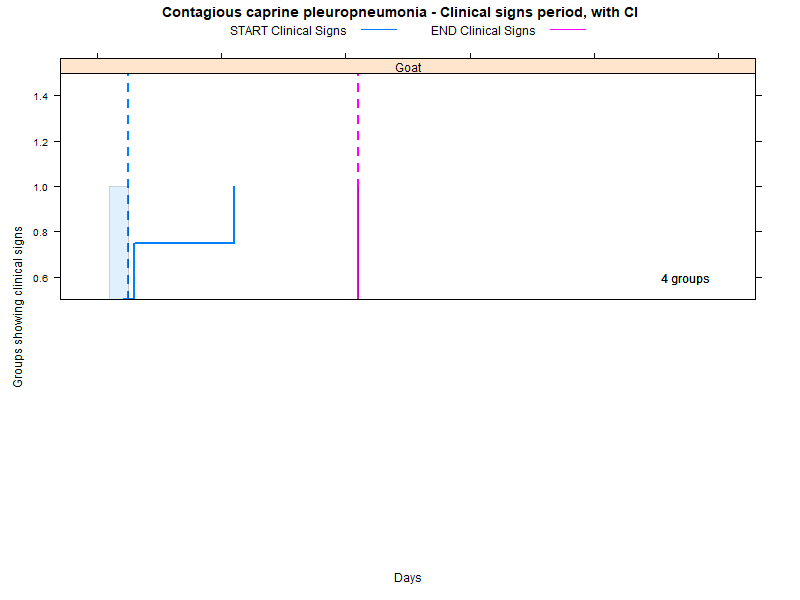 Contagious caprine pleuropneumonia - Clinical signs period, with CI
START Clinical Signs
END Clinical Signs
Goat
1.4
1.2
1.0
0.8
0.6
4 groups
Groups showing clinical signs
Days